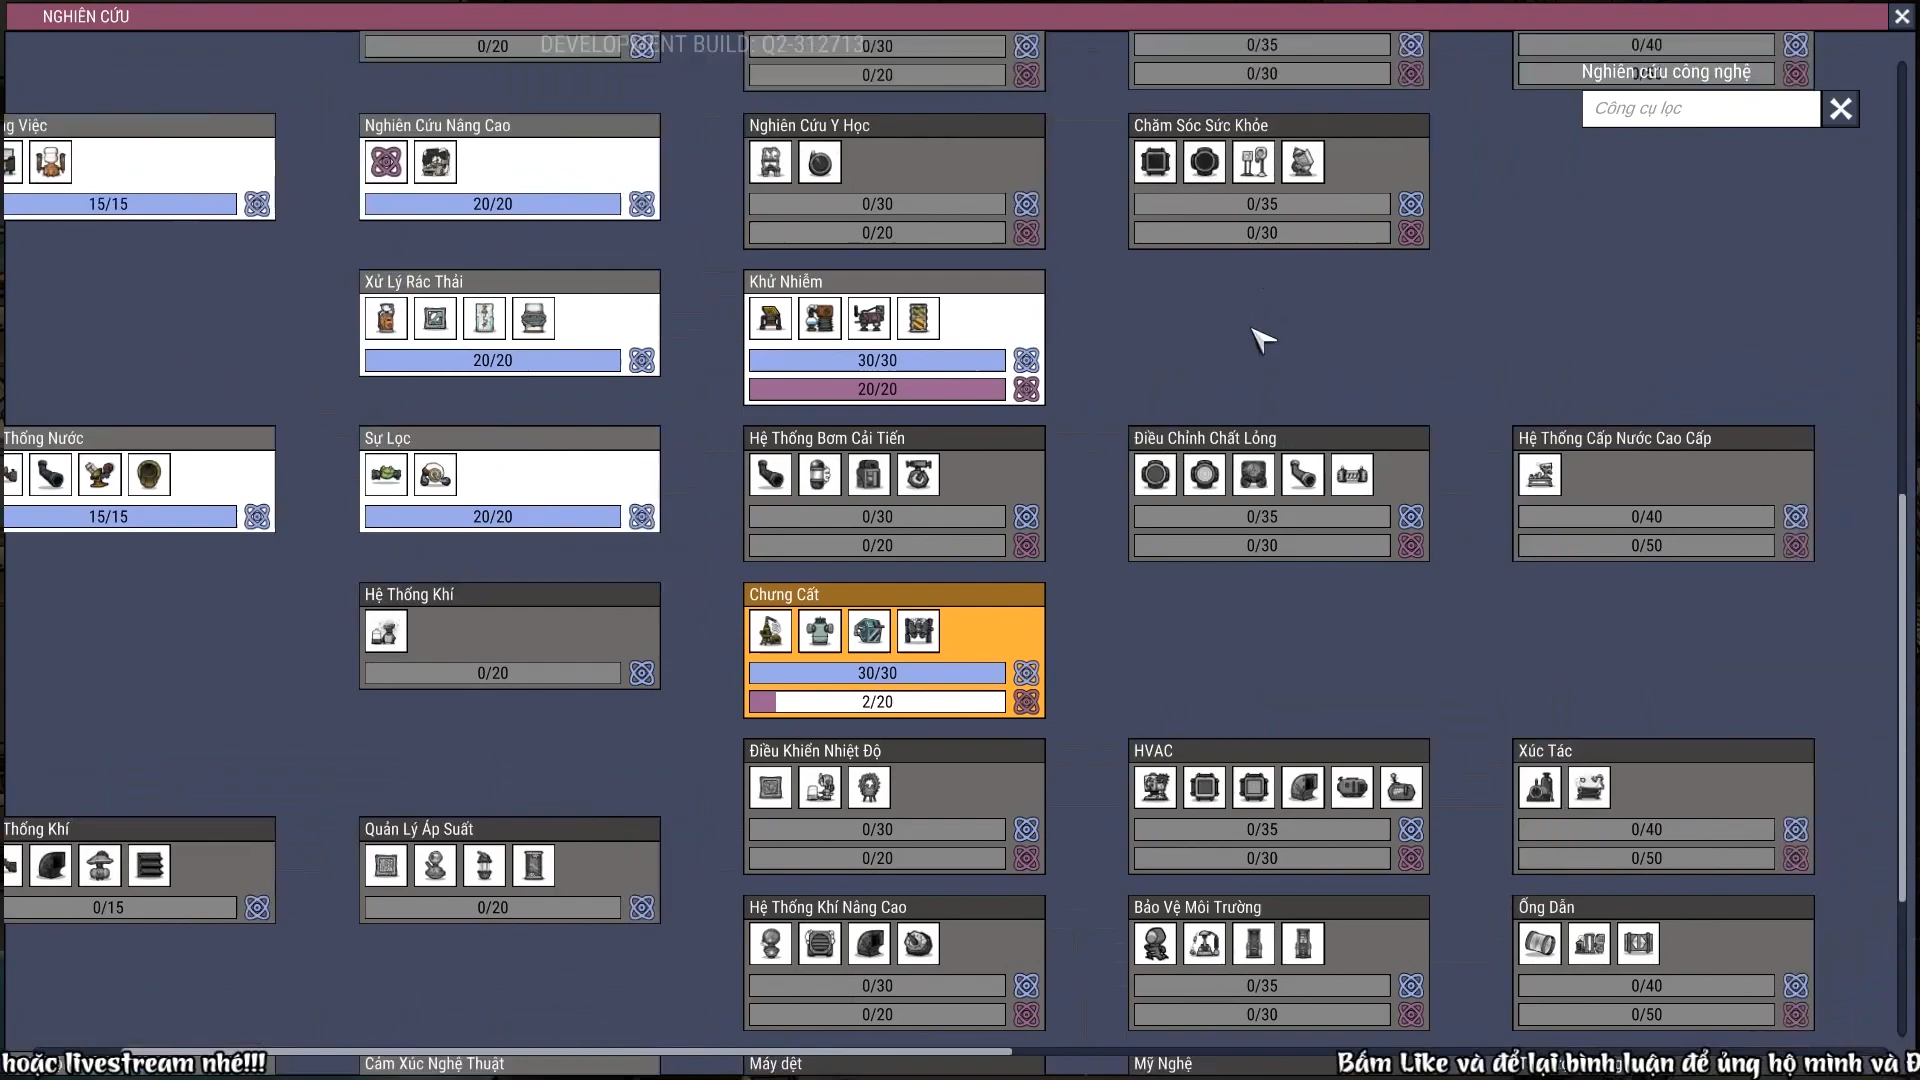 NGHIÊN CỨU
DEVELOPMENT BUILD: Q2-312713
0/20
0/30
0/35
0/40
0/20
0/30
Nghiên cứu công nghệ
Công cụ lọc
g Việc
Nghiên Cứu Nâng Cao
Nghiên Cứu Y Học
Chăm Sóc Sức Khỏe
15/15
20/20
0/30
0/35
0/20
0/30
Xử Lý Rác Thải
Khử Nhiễm
20/20
30/30
20/20
Thống Nước
Sự Lọc
Hệ Thống Bơm Cải Tiến
Điều Chỉnh Chất Lỏng
Hệ Thống Cấp Nước Cao Cấp
15/15
20/20
0/30
0/35
0/40
0/20
0/30
0/50
Hệ Thống Khí
Chưng Cất
0/20
30/30
2/20
Điều Khiển Nhiệt Độ
HVAC
Xúc Tác
Thống Khí
Quản Lý Áp Suất
0/30
0/35
0/40
0/20
0/30
0/50
0/15
0/20
Hệ Thống Khí Nâng Cao
Bảo Vệ Môi Trường
Ống Dẫn
0/30
0/35
0/40
0/20
0/30
0/50
hoặc livestream nhé!!!
Cảm Xúc Nghệ Thuật
Máy dệt
Mỹ Nghệ
Bấm Like và để lại bình luận để ủng hộ mình và Đ